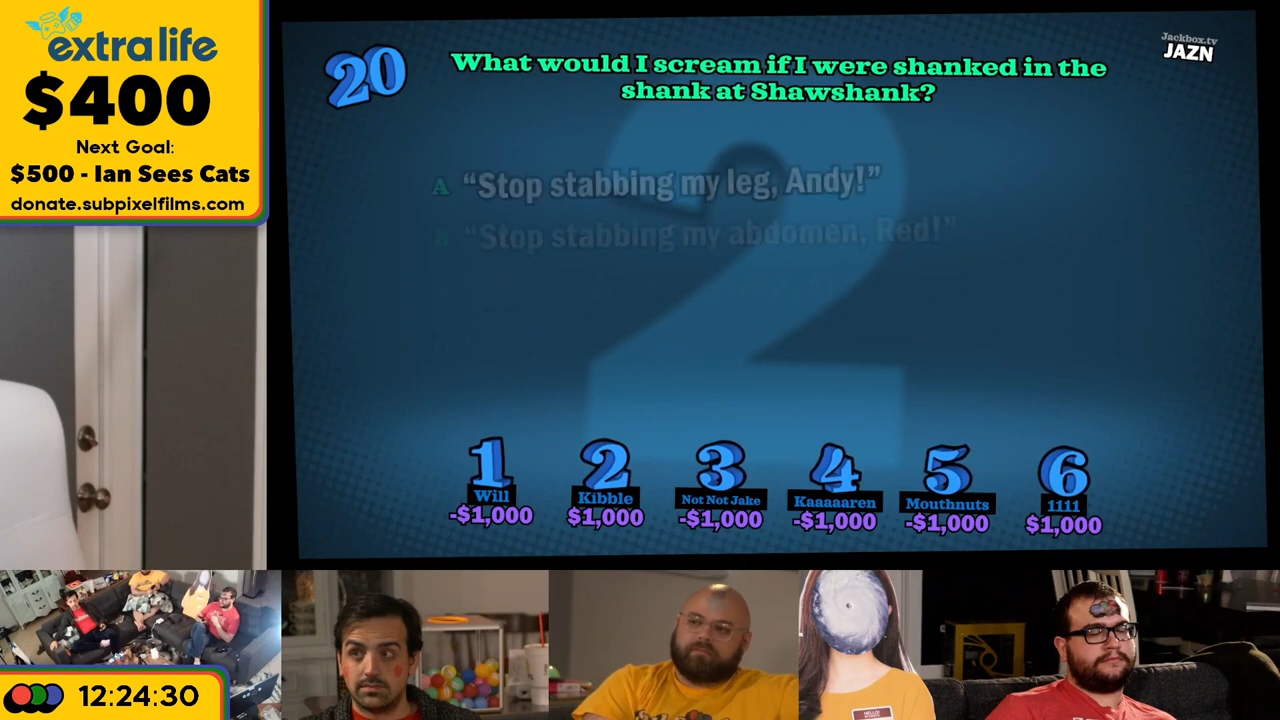 extralife
$400
Next Goal:
$500 - Ian Sees Cats
donate.subpixelfilms.com
20
What would I scream if I were shanked in the
shank at Shawshank?
Jackbox.tv
JAZN
2
A "Stop stabbing my leg, Andy!"
B "Stop stabbing my abdomen, Red!"
1 2 3 4 5 6
Will Kibble Not Not Jake Kaaaaaren Mouthnuts 1111
-$1,000 $1,000 -$1,000 -$1,000 -$1,000 $1,000
HELLO
12:24:30